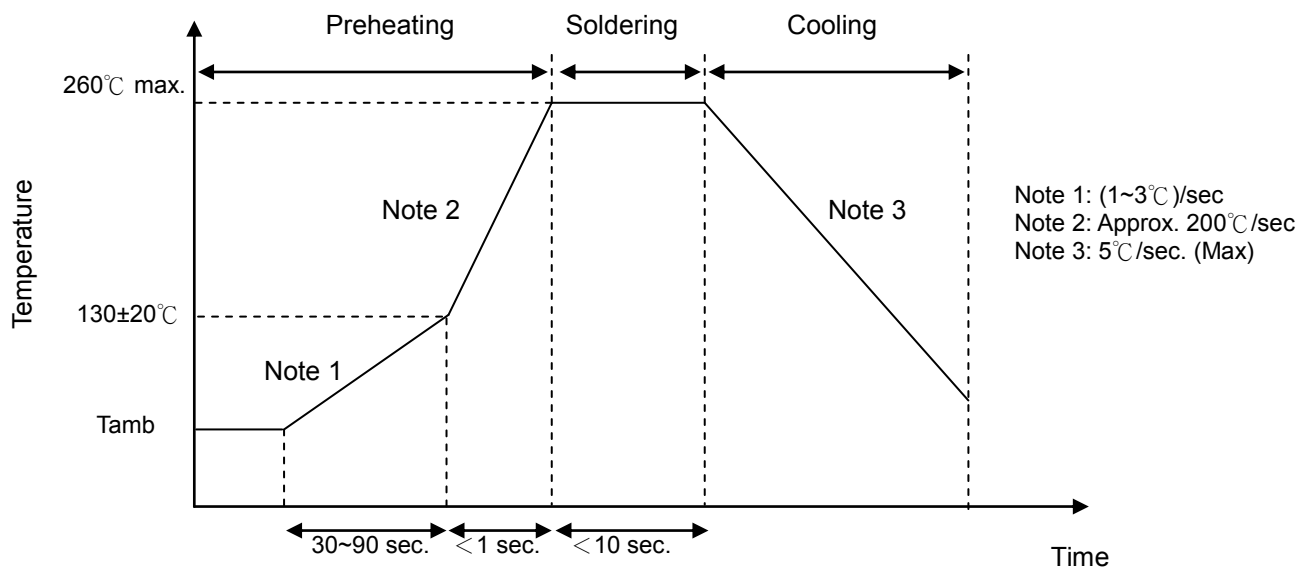 Preheating
Soldering
Cooling
260℃ max.
Temperature
Note 2
Note 3
Note 1: (1~3℃)/sec
Note 2: Approx. 200℃/sec
Note 3: 5℃/sec. (Max)
130±20℃
Note 1
Tamb
30~90 sec.
＜1 sec.
＜10 sec.
Time